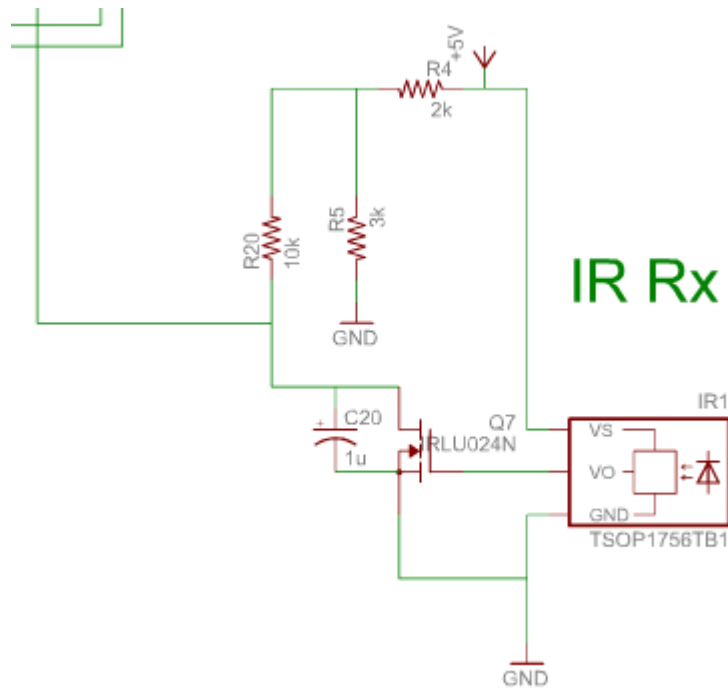 +5V
R4
2k
R20
10k
R5
3k
GND
IR Rx
C20
1u
Q7
IRLU024N
IR1
VS
VO
GND
TSOP1756TB1
GND
+